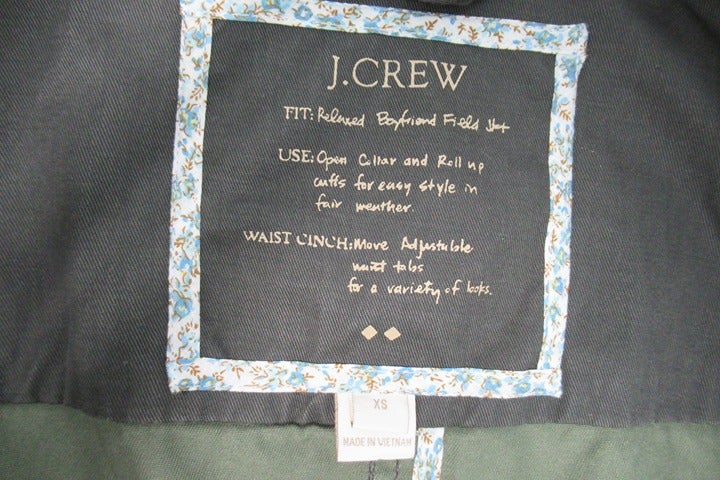 J.CREW
FIT: Relaxed Boyfriend Field Jkt
USE: Open Collar and Roll up
cuffs for easy style in
fair weather.
WAIST CINCH: Move Adjustable
waist tabs
for a variety of looks.
XS
MADE IN VIETNAM